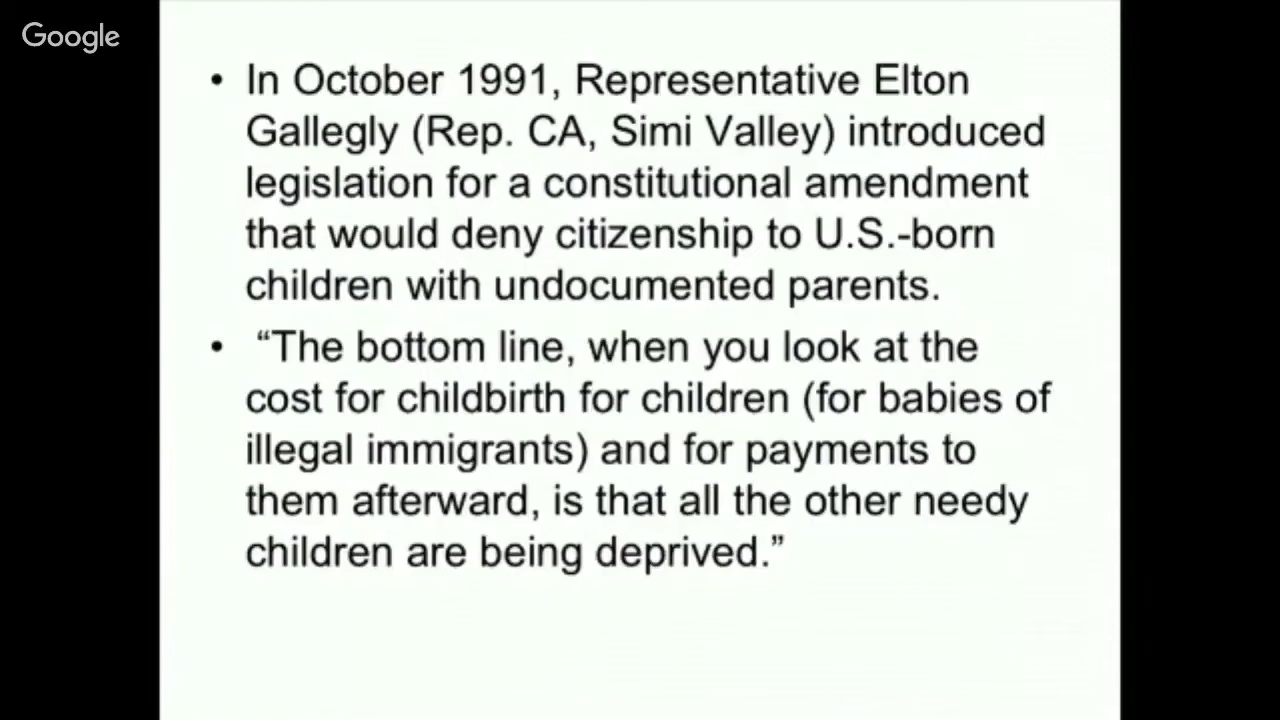 Google
• In October 1991, Representative Elton
Gallegly (Rep. CA, Simi Valley) introduced
legislation for a constitutional amendment
that would deny citizenship to U.S.-born
children with undocumented parents.
• “The bottom line, when you look at the
cost for childbirth for children (for babies of
illegal immigrants) and for payments to
them afterward, is that all the other needy
children are being deprived.”